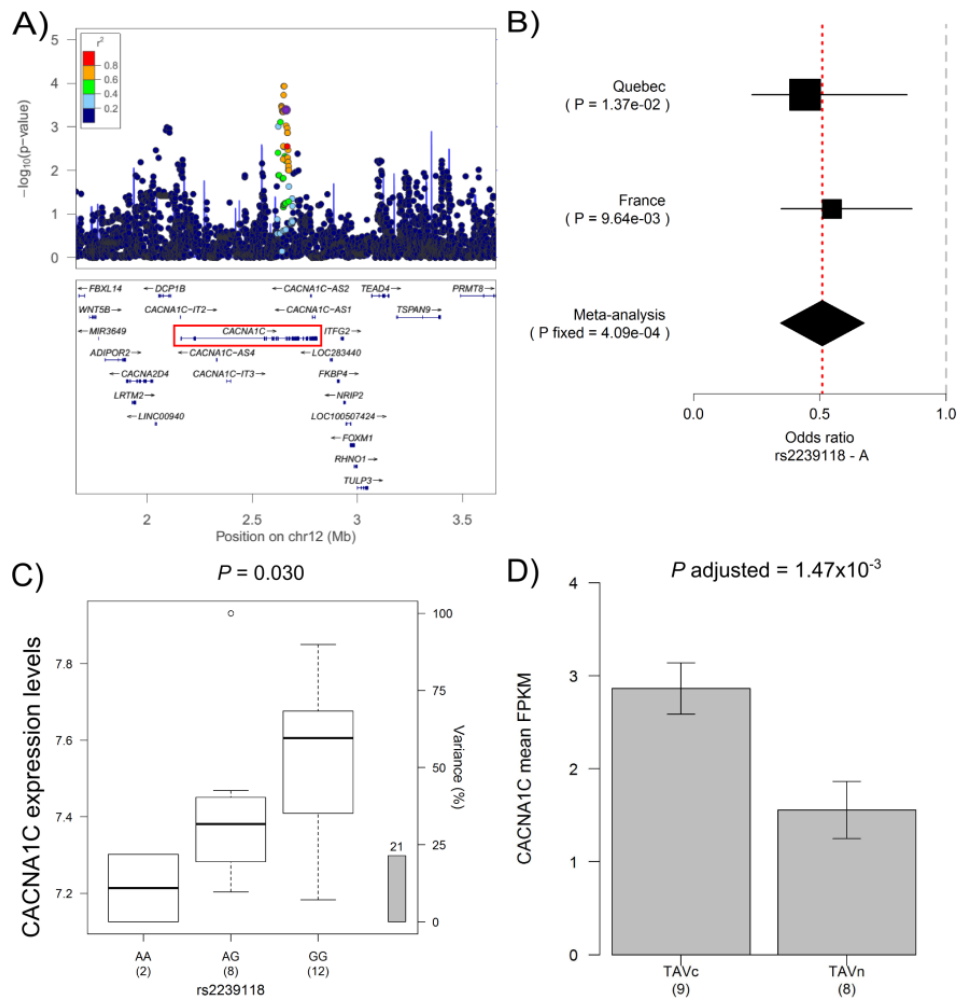 A)
r²
0.8
0.6
0.4
0.2
5
4
3
2
1
0
−log₁₀(p-value)
←FBXL14
←DCP1B
←CACNA1C-AS2
TEAD4→
PRMT8→
WNT5B→
CACNA1C-IT2→
←CACNA1C-AS1
TSPAN9→
←MIR3649
CACNA1C→
ITFG2→
ADIPOR2→
←CACNA1C-AS4
←LOC283440
←CACNA2D4
CACNA1C-IT3→
FKBP4→
LRTM2→
←NRIP2
←LINC00940
LOC100507424→
←FOXM1
RHNO1→
TULP3→
2
2.5
3
3.5
Position on chr12 (Mb)
B)
Quebec
( P = 1.37e-02 )
France
( P = 9.64e-03 )
Meta-analysis
( P fixed = 4.09e-04 )
0.0
0.5
1.0
Odds ratio
rs2239118 - A
C)
P = 0.030
CACNA1C expression levels
7.8
7.6
7.4
7.2
100
75
50
25
0
Variance (%)
21
AA
(2)
AG
(8)
GG
(12)
rs2239118
D)
P adjusted = 1.47x10⁻³
CACNA1C mean FPKM
4
3
2
1
0
TAVc
(9)
TAVn
(8)